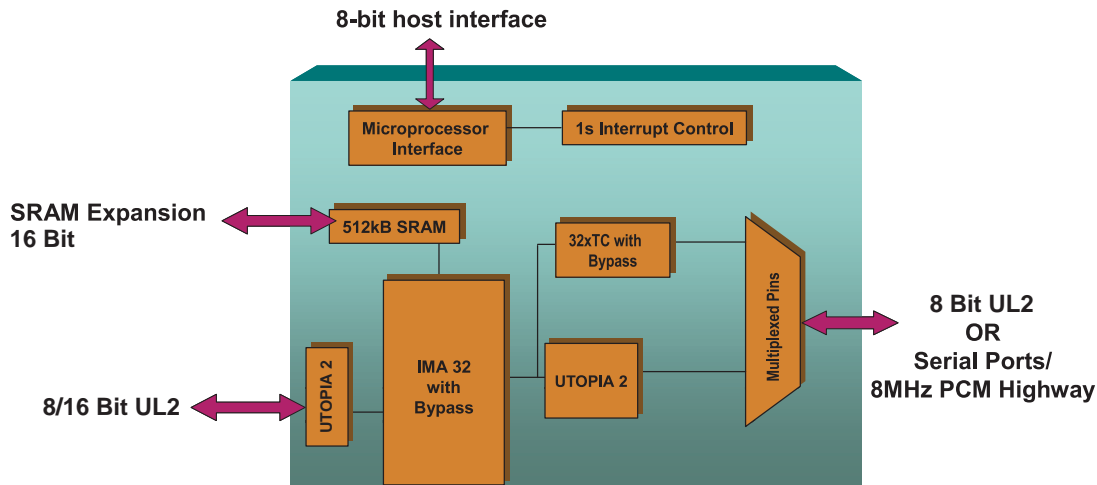 8-bit host interface
Microprocessor
Interface
1s Interrupt Control
SRAM Expansion
16 Bit
512kB SRAM
32xTC with
Bypass
Multiplexed Pins
8 Bit UL2
OR
Serial Ports/
8MHz PCM Highway
IMA 32
with
Bypass
UTOPIA 2
UTOPIA 2
8/16 Bit UL2